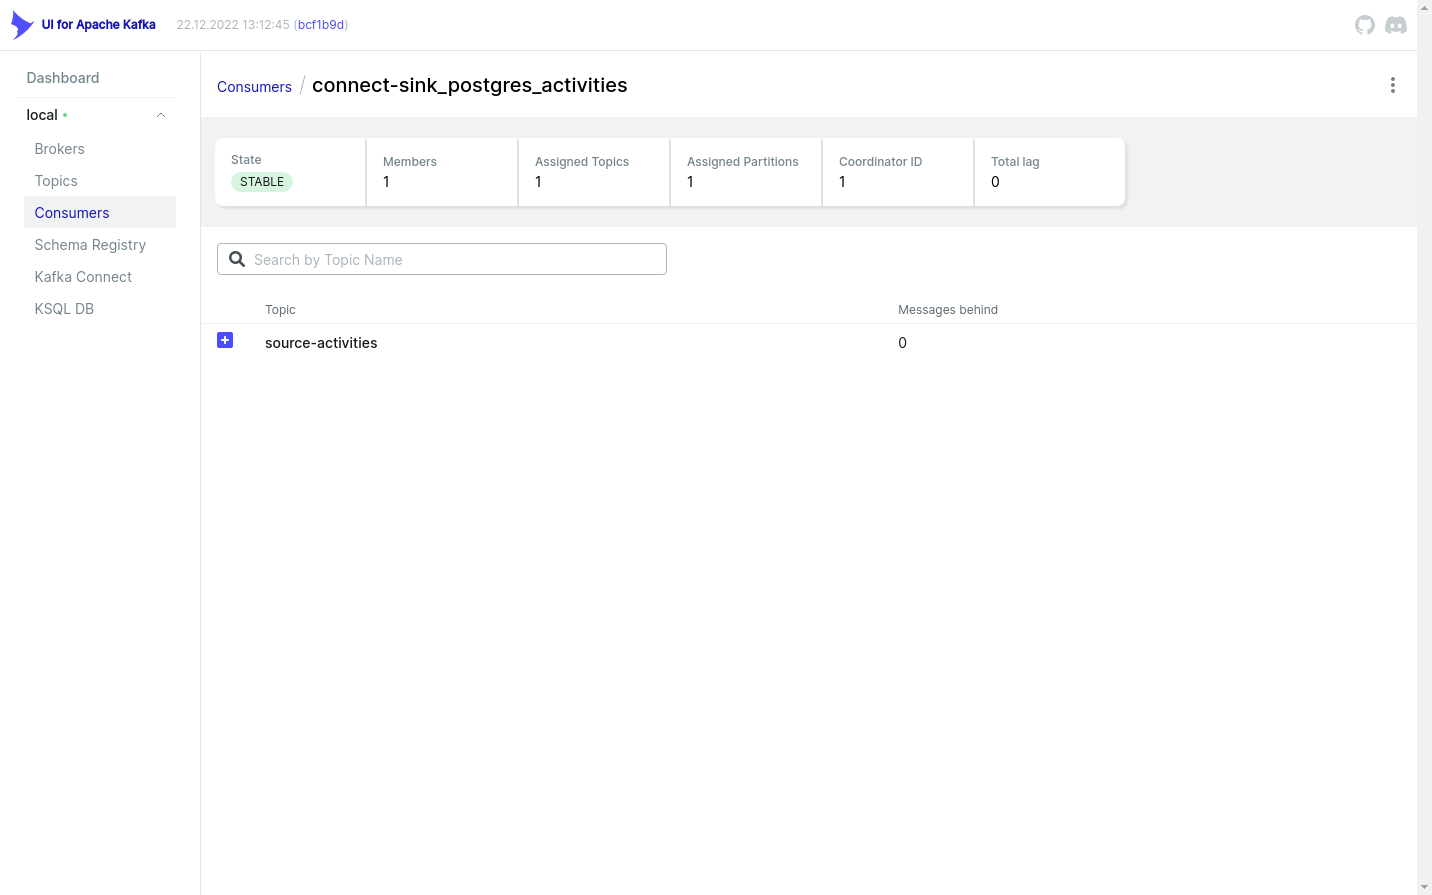 UI for Apache Kafka 22.12.2022 13:12:45 (bcf1b9d)
Dashboard
local
Brokers
Topics
Consumers
Schema Registry
Kafka Connect
KSQL DB
Consumers / connect-sink_postgres_activities
State
STABLE
Members
1
Assigned Topics
1
Assigned Partitions
1
Coordinator ID
1
Total lag
0
Search by Topic Name
Topic Messages behind
source-activities 0